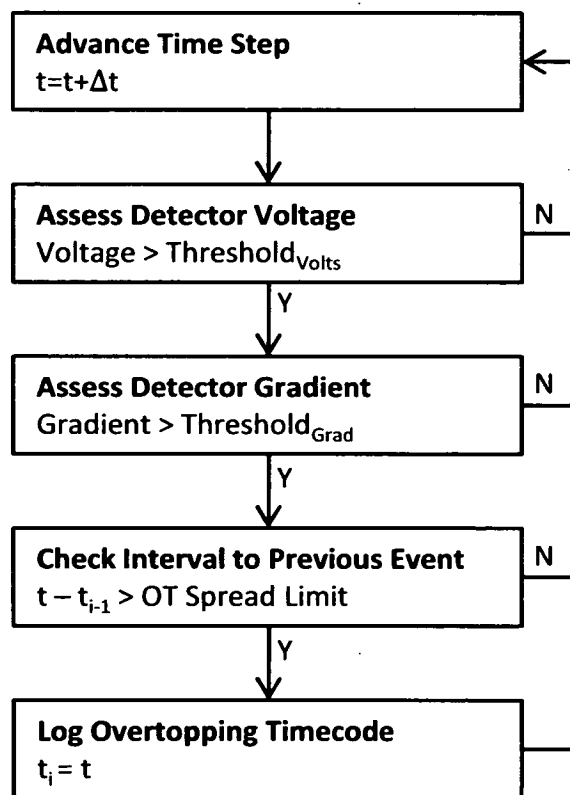 Advance Time Step
t=t+Δt
Assess Detector Voltage
N
Voltage > Threshold_Volts
Y
Assess Detector Gradient
N
Gradient > Threshold_Grad
Y
Check Interval to Previous Event
N
t – t_i-1 > OT Spread Limit
Y
Log Overtopping Timecode
t_i = t